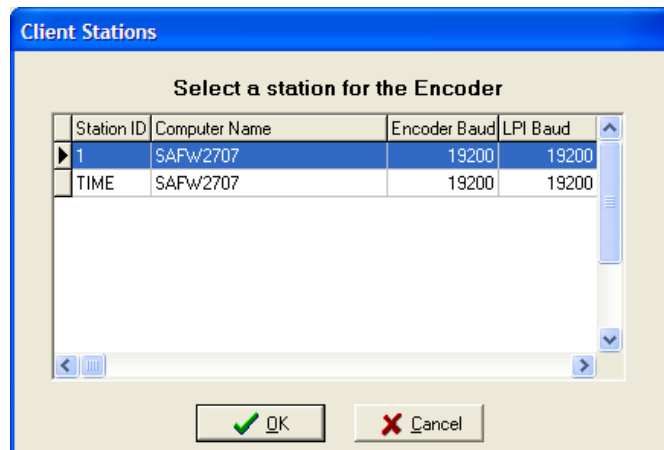 Client Stations
Select a station for the Encoder
Station ID Computer Name Encoder Baud LPI Baud
1 SAFW2707 19200 19200
TIME SAFW2707 19200 19200
OK Cancel